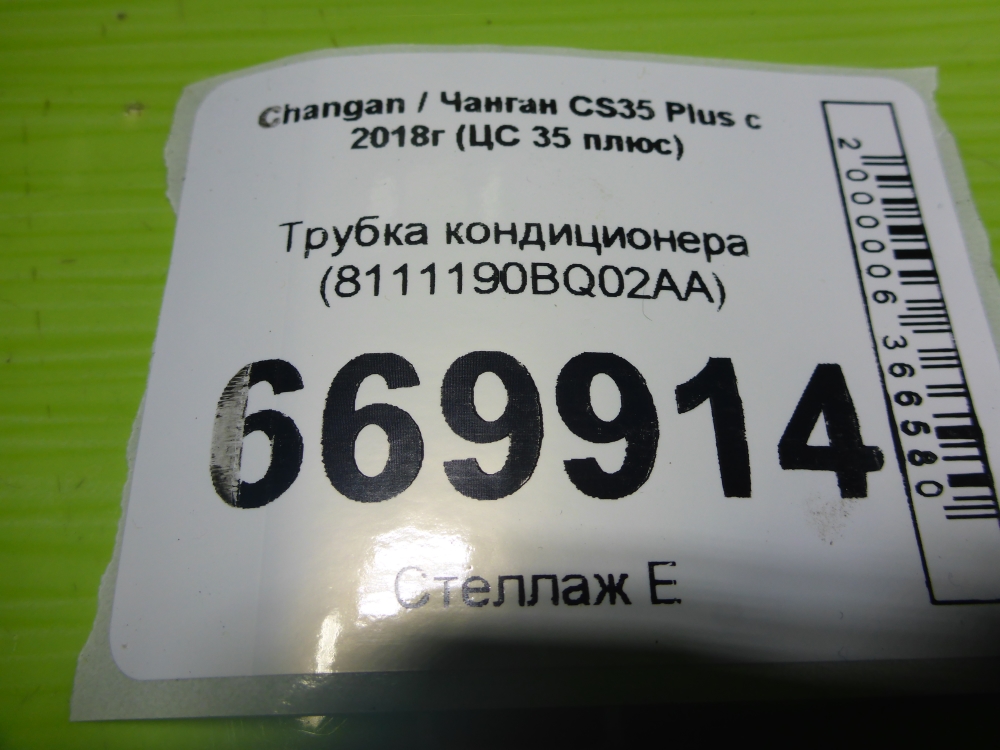 Changan / Чанган CS35 Plus с
2018г (ЦС 35 плюс)
Трубка кондиционера
(8111190BQ02AA)
669914
Стеллаж Е
2000006366580